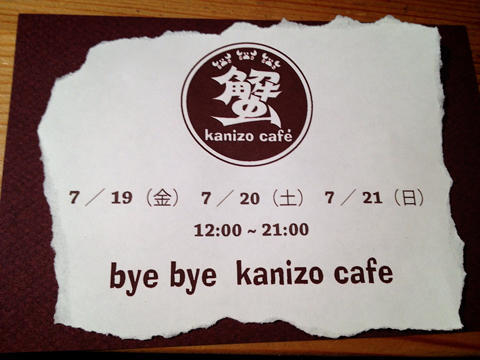 蟹
kanizo café
7／19（金） 7／20（土） 7／21（日）
12:00 ~ 21:00
bye bye kanizo cafe